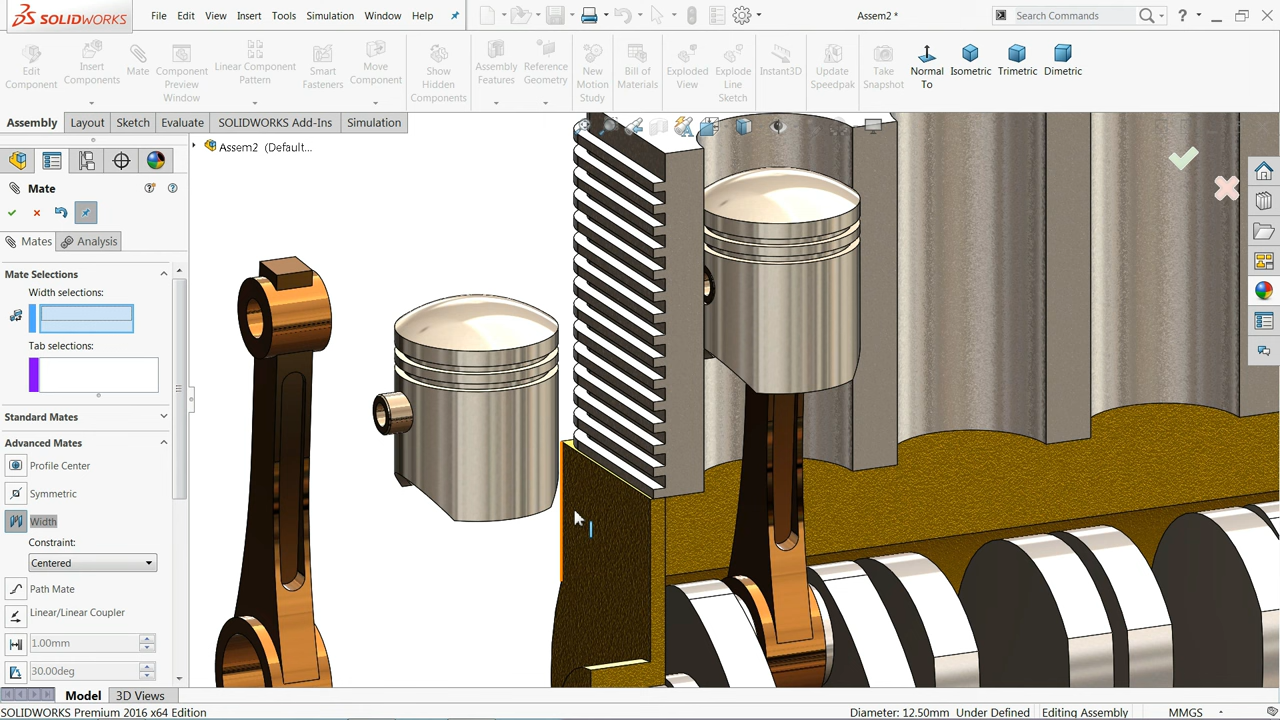 SOLIDWORKS File Edit View Insert Tools Simulation Window Help Assem2 * Search Commands ?
Edit Component
Insert Components
Mate
Component Preview Window
Linear Component Pattern
Smart Fasteners
Move Component
Show Hidden Components
Assembly Features
Reference Geometry
New Motion Study
Bill of Materials
Exploded View
Explode Line Sketch
Instant3D
Update Speedpak
Take Snapshot
Normal To
Isometric
Trimetric
Dimetric
Assembly Layout Sketch Evaluate SOLIDWORKS Add-Ins Simulation
Assem2 (Default...
Mate
Mates Analysis
Mate Selections
Width selections:
Tab selections:
Standard Mates
Advanced Mates
Profile Center
Symmetric
Width
Constraint:
Centered
Path Mate
Linear/Linear Coupler
1.00mm
30.00deg
Model 3D Views
SOLIDWORKS Premium 2016 x64 Edition Diameter: 12.50mm Under Defined Editing Assembly MMGS